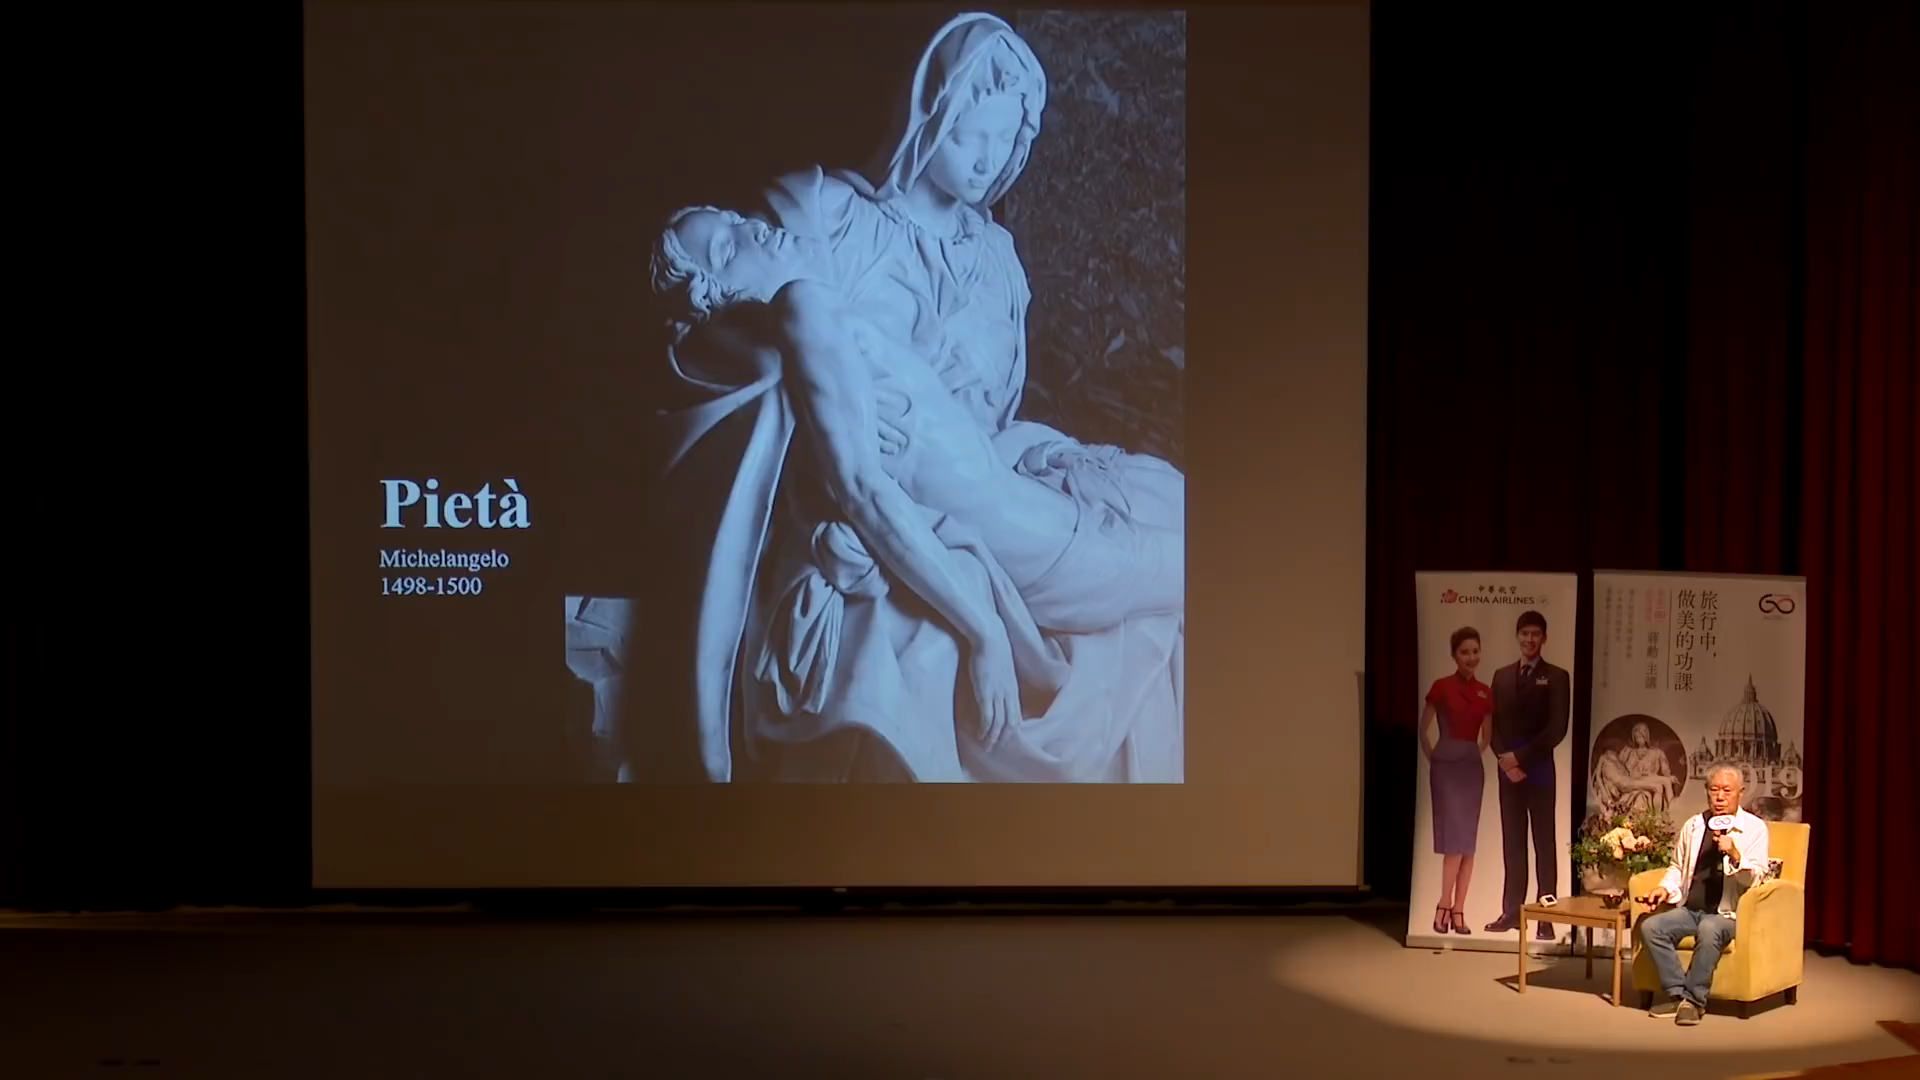 Pietà
Michelangelo
1498-1500
中華航空
CHINA AIRLINES
旅行中，
做美的功課
蔣勳 主講